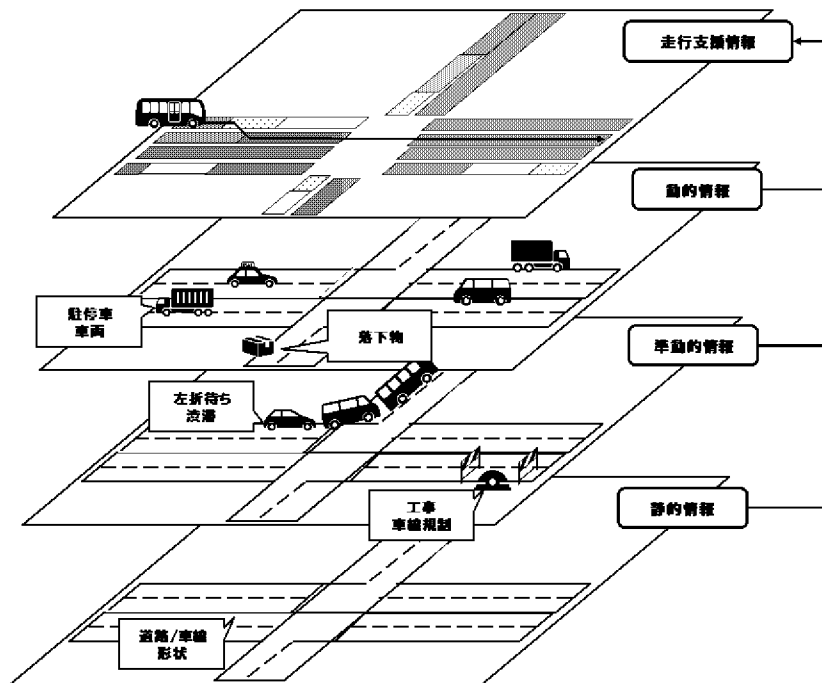 走行支援情報
動的情報
駐停車
車両
落下物
準動的情報
左折待ち
渋滞
工事
車線規制
静的情報
道路/車線
形状